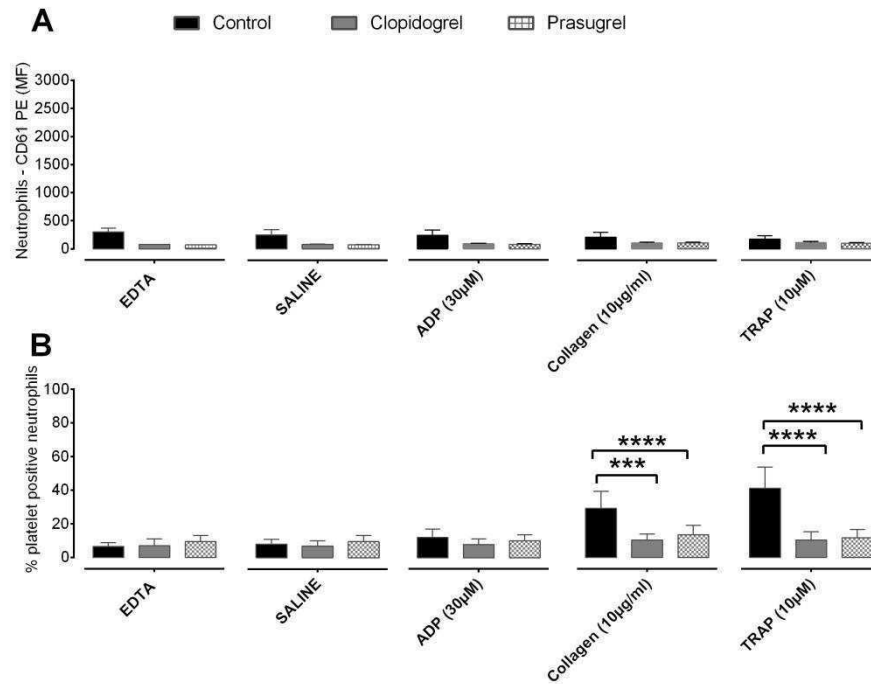 A
Control Clopidogrel Prasugrel
Neutrophils - CD61 PE (MF)
3000
2500
2000
1500
1000
500
0
EDTA
SALINE
ADP (30µM)
Collagen (10µg/ml)
TRAP (10µM)
B
% platelet positive neutrophils
100
80
60
40
20
0
****
***
****
****
EDTA
SALINE
ADP (30µM)
Collagen (10µg/ml)
TRAP (10µM)